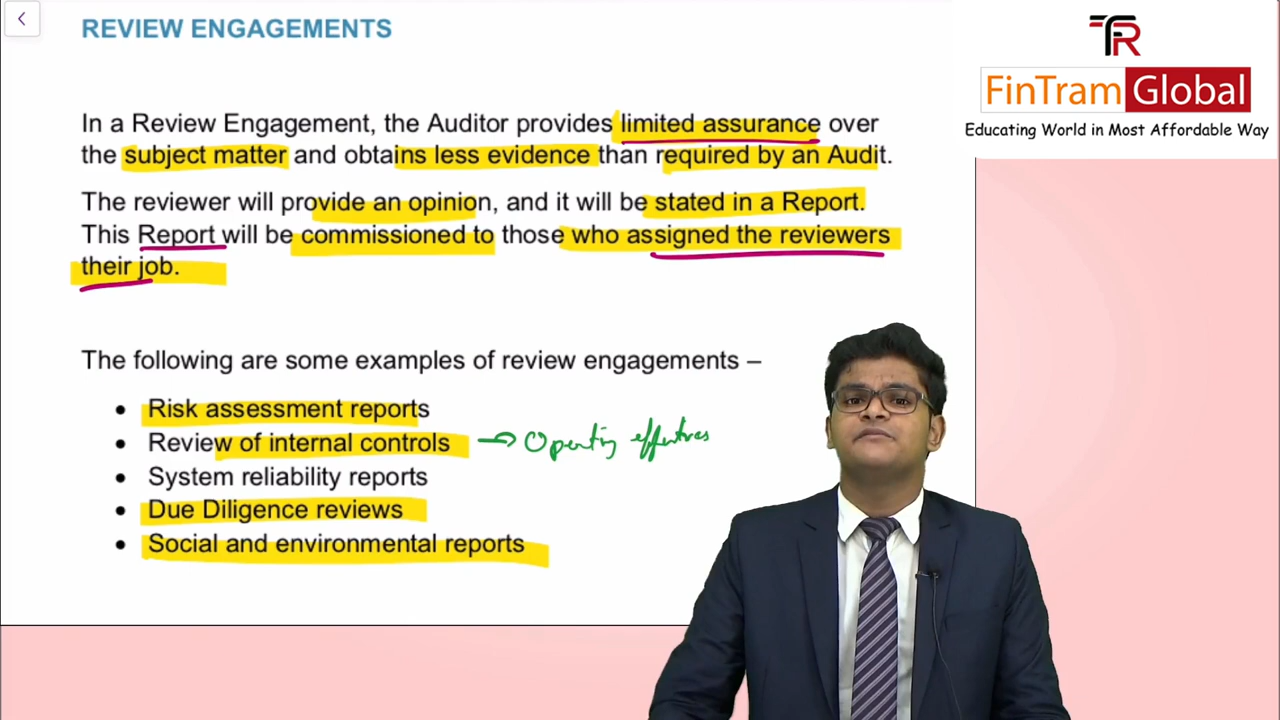 REVIEW ENGAGEMENTS
FinTram Global
Educating World in Most Affordable Way
In a Review Engagement, the Auditor provides limited assurance over
the subject matter and obtains less evidence than required by an Audit.
The reviewer will provide an opinion, and it will be stated in a Report.
This Report will be commissioned to those who assigned the reviewers
their job.
The following are some examples of review engagements –
• Risk assessment reports
• Review of internal controls → Operating
• System reliability reports
• Due Diligence reviews
• Social and environmental reports